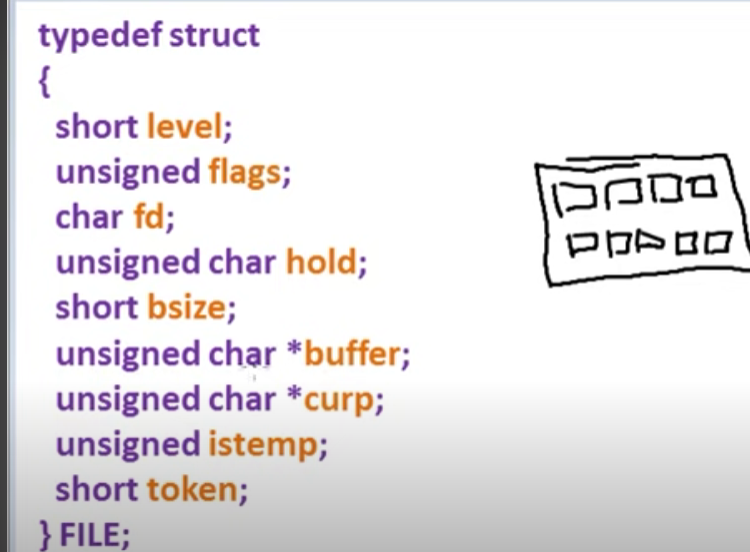 typedef struct
{
short level;
unsigned flags;
char fd;
unsigned char hold;
short bsize;
unsigned char *buffer;
unsigned char *curp;
unsigned istemp;
short token;
} FILE;